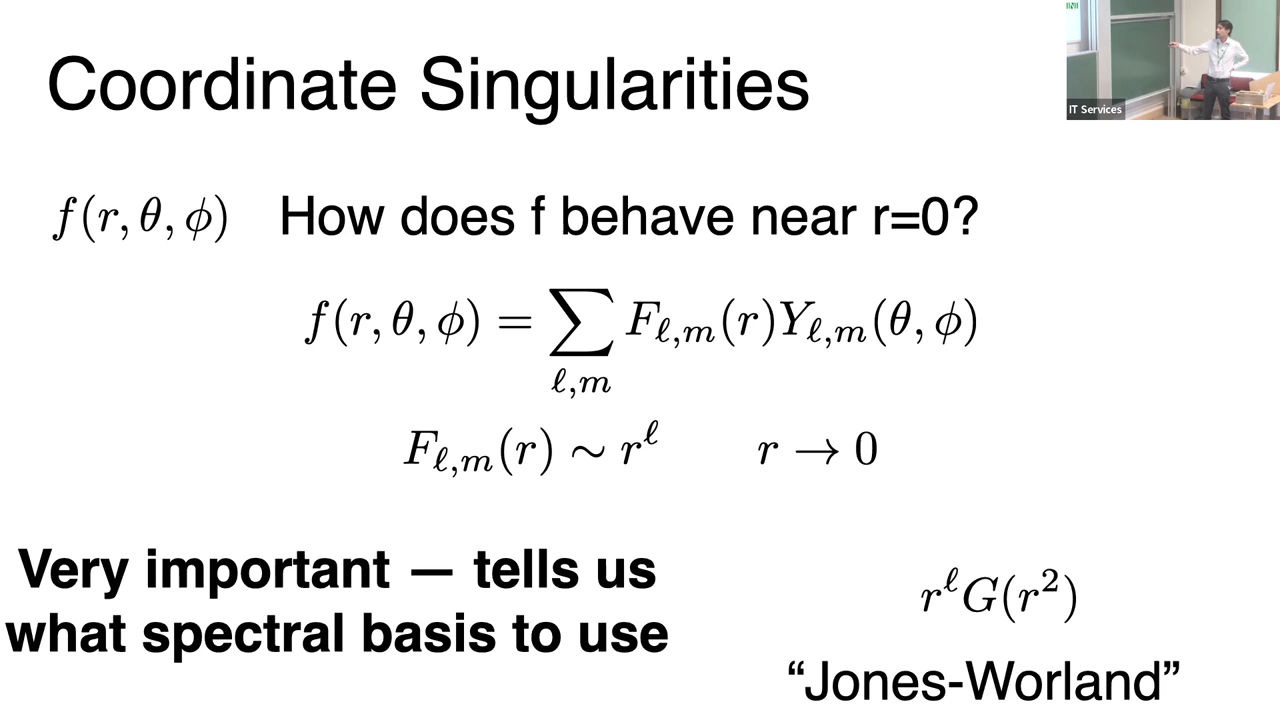 Coordinate Singularities
IT Services
f(r, θ, ϕ) How does f behave near r=0?
f(r, θ, ϕ) = ∑ F_{ℓ,m}(r)Y_{ℓ,m}(θ, ϕ)
ℓ,m
F_{ℓ,m}(r) ∼ r^ℓ r → 0
Very important — tells us
what spectral basis to use
r^ℓ G(r²)
“Jones-Worland”